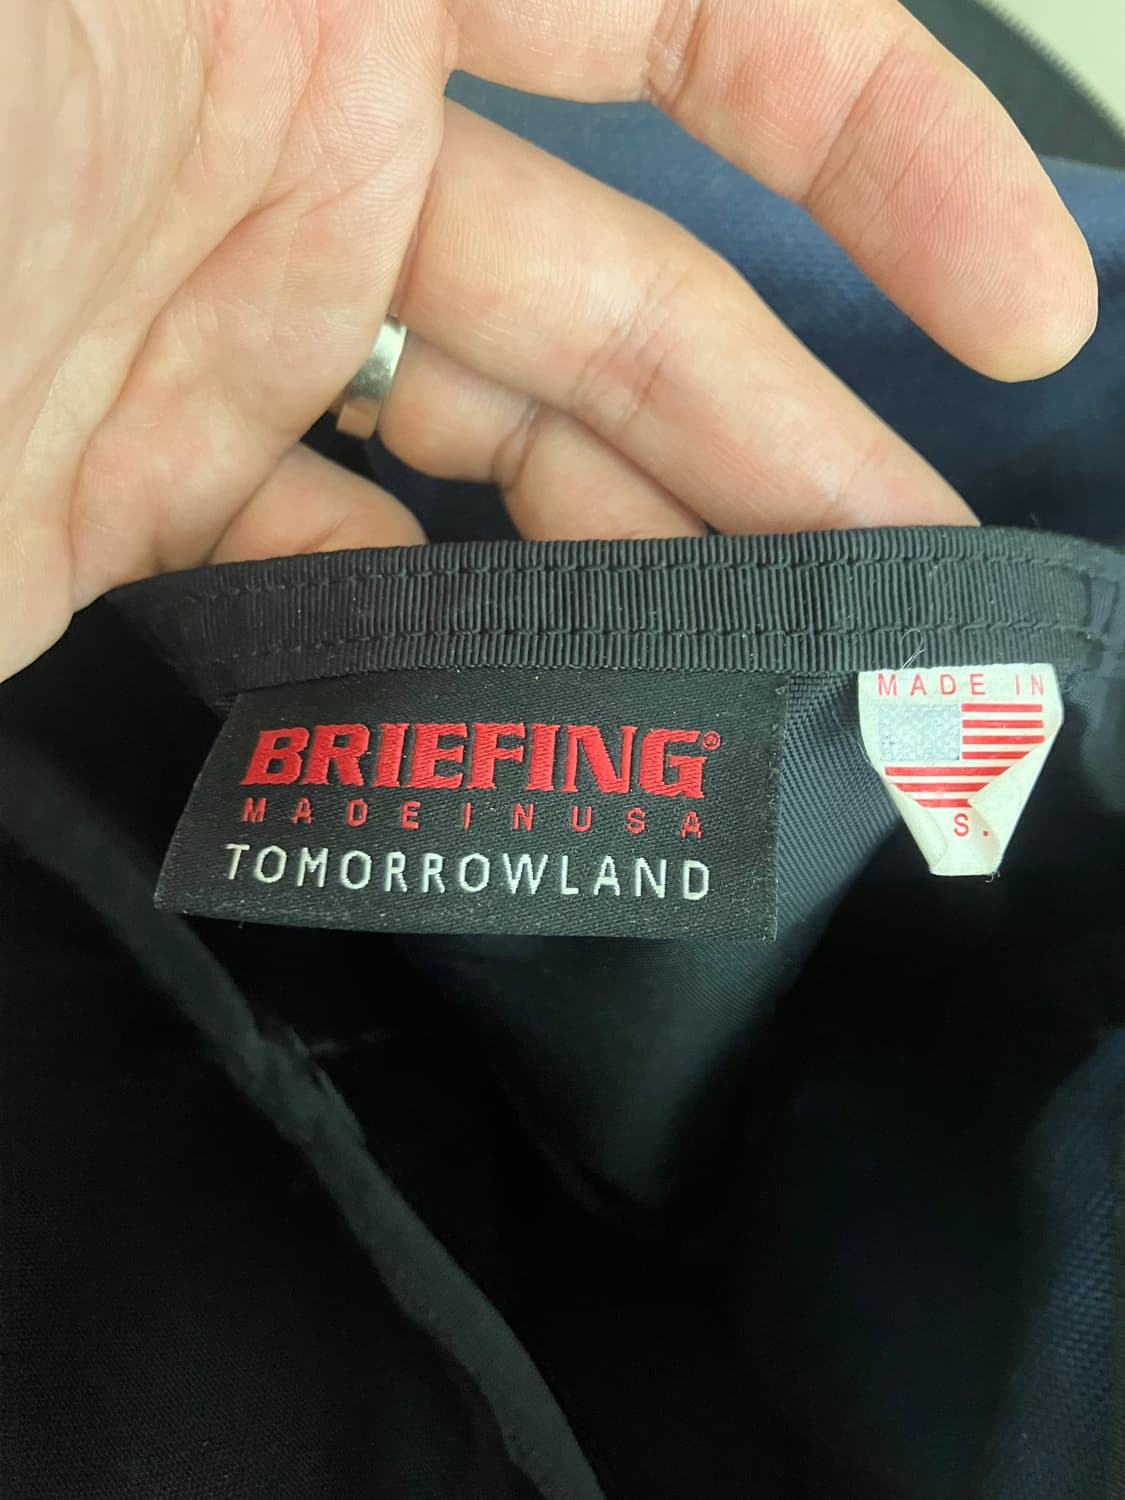 BRIEFING®
MADE IN USA
TOMORROWLAND
MADE IN
S.